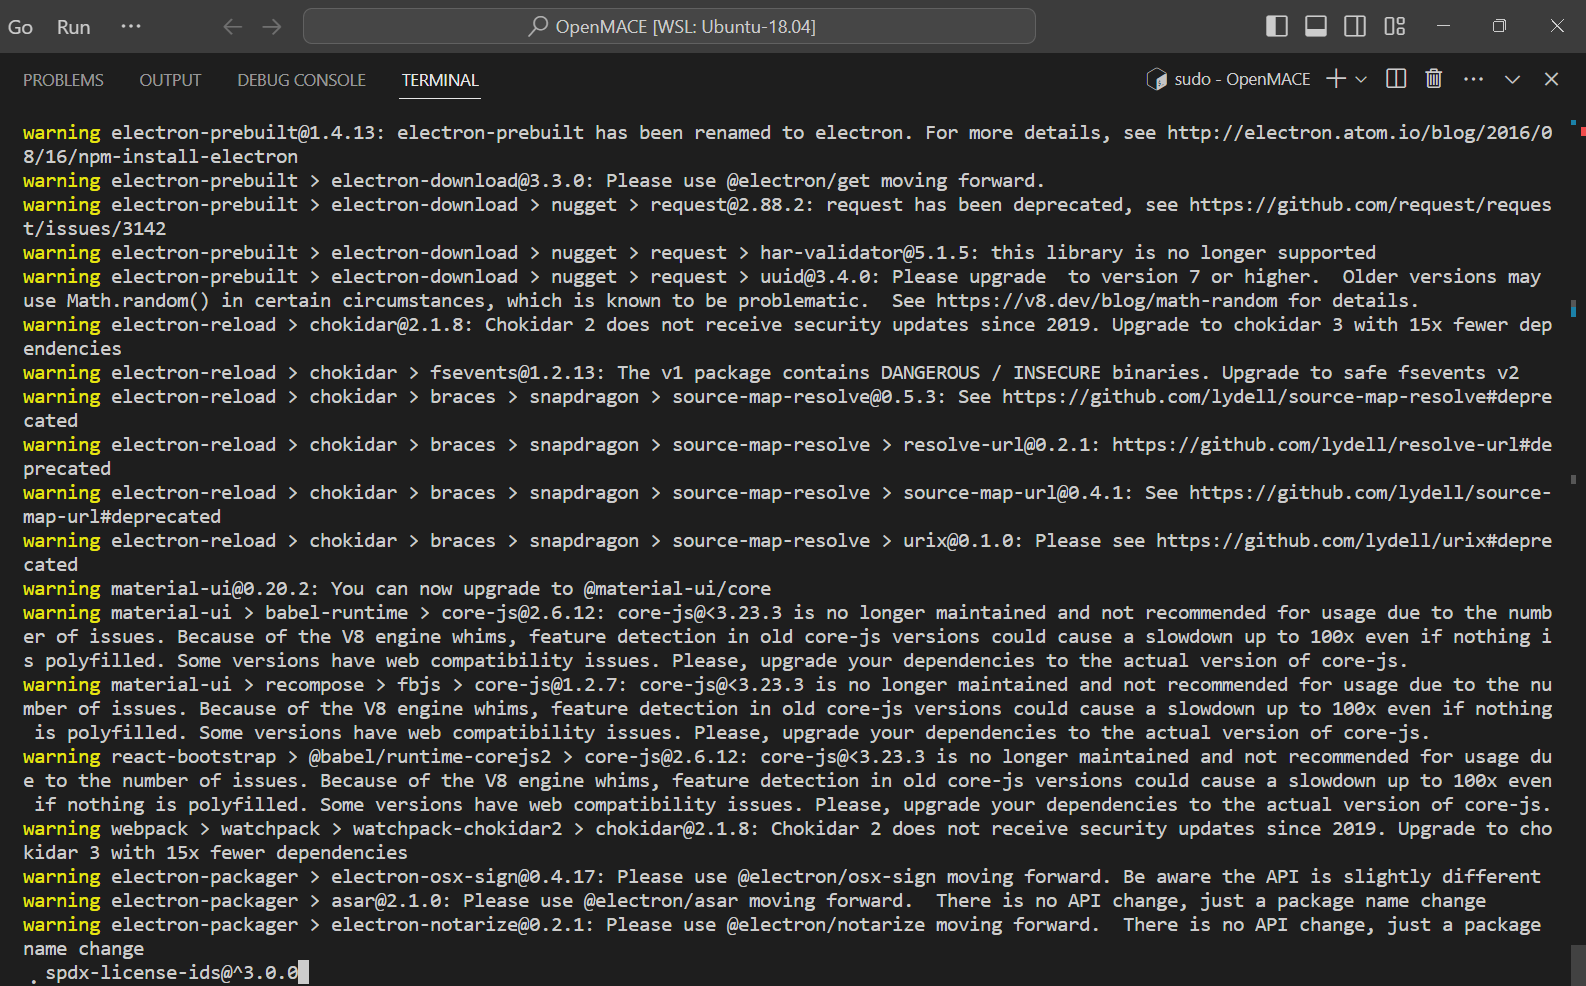 Go Run ··· OpenMACE [WSL: Ubuntu-18.04]
PROBLEMS OUTPUT DEBUG CONSOLE TERMINAL sudo - OpenMACE
warning electron-prebuilt@1.4.13: electron-prebuilt has been renamed to electron. For more details, see http://electron.atom.io/blog/2016/0
8/16/npm-install-electron
warning electron-prebuilt > electron-download@3.3.0: Please use @electron/get moving forward.
warning electron-prebuilt > electron-download > nugget > request@2.88.2: request has been deprecated, see https://github.com/request/reques
t/issues/3142
warning electron-prebuilt > electron-download > nugget > request > har-validator@5.1.5: this library is no longer supported
warning electron-prebuilt > electron-download > nugget > request > uuid@3.4.0: Please upgrade  to version 7 or higher.  Older versions may
use Math.random() in certain circumstances, which is known to be problematic.  See https://v8.dev/blog/math-random for details.
warning electron-reload > chokidar@2.1.8: Chokidar 2 does not receive security updates since 2019. Upgrade to chokidar 3 with 15x fewer dep
endencies
warning electron-reload > chokidar > fsevents@1.2.13: The v1 package contains DANGEROUS / INSECURE binaries. Upgrade to safe fsevents v2
warning electron-reload > chokidar > braces > snapdragon > source-map-resolve@0.5.3: See https://github.com/lydell/source-map-resolve#depre
cated
warning electron-reload > chokidar > braces > snapdragon > source-map-resolve > resolve-url@0.2.1: https://github.com/lydell/resolve-url#de
precated
warning electron-reload > chokidar > braces > snapdragon > source-map-resolve > source-map-url@0.4.1: See https://github.com/lydell/source-
map-url#deprecated
warning electron-reload > chokidar > braces > snapdragon > source-map-resolve > urix@0.1.0: Please see https://github.com/lydell/urix#depre
cated
warning material-ui@0.20.2: You can now upgrade to @material-ui/core
warning material-ui > babel-runtime > core-js@2.6.12: core-js@<3.23.3 is no longer maintained and not recommended for usage due to the numb
er of issues. Because of the V8 engine whims, feature detection in old core-js versions could cause a slowdown up to 100x even if nothing i
s polyfilled. Some versions have web compatibility issues. Please, upgrade your dependencies to the actual version of core-js.
warning material-ui > recompose > fbjs > core-js@1.2.7: core-js@<3.23.3 is no longer maintained and not recommended for usage due to the nu
mber of issues. Because of the V8 engine whims, feature detection in old core-js versions could cause a slowdown up to 100x even if nothing
 is polyfilled. Some versions have web compatibility issues. Please, upgrade your dependencies to the actual version of core-js.
warning react-bootstrap > @babel/runtime-corejs2 > core-js@2.6.12: core-js@<3.23.3 is no longer maintained and not recommended for usage du
e to the number of issues. Because of the V8 engine whims, feature detection in old core-js versions could cause a slowdown up to 100x even
 if nothing is polyfilled. Some versions have web compatibility issues. Please, upgrade your dependencies to the actual version of core-js.
warning webpack > watchpack > watchpack-chokidar2 > chokidar@2.1.8: Chokidar 2 does not receive security updates since 2019. Upgrade to cho
kidar 3 with 15x fewer dependencies
warning electron-packager > electron-osx-sign@0.4.17: Please use @electron/osx-sign moving forward. Be aware the API is slightly different
warning electron-packager > asar@2.1.0: Please use @electron/asar moving forward.  There is no API change, just a package name change
warning electron-packager > electron-notarize@0.2.1: Please use @electron/notarize moving forward.  There is no API change, just a package
name change
 . spdx-license-ids@^3.0.0